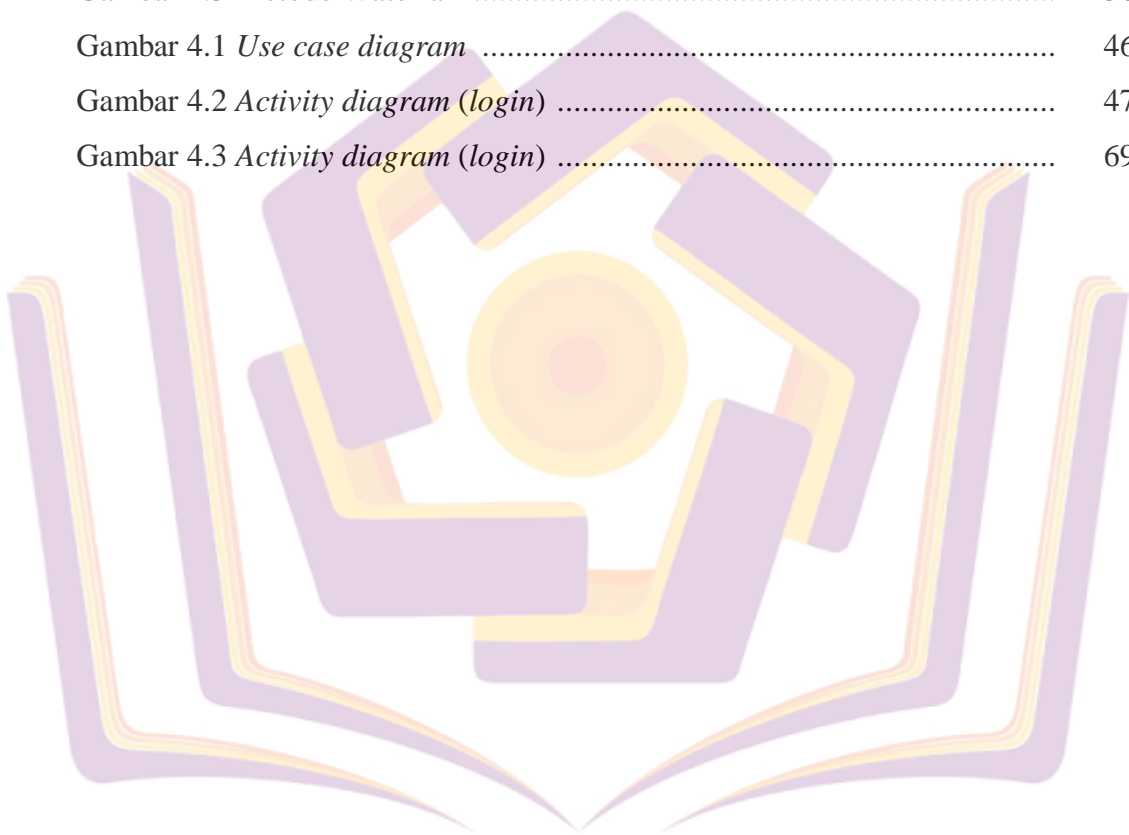 Gambar 4.1 Use case diagram ................................................................ 46
Gambar 4.2 Activity diagram (login) ....................................................... 47
Gambar 4.3 Activity diagram (login) ....................................................... 69